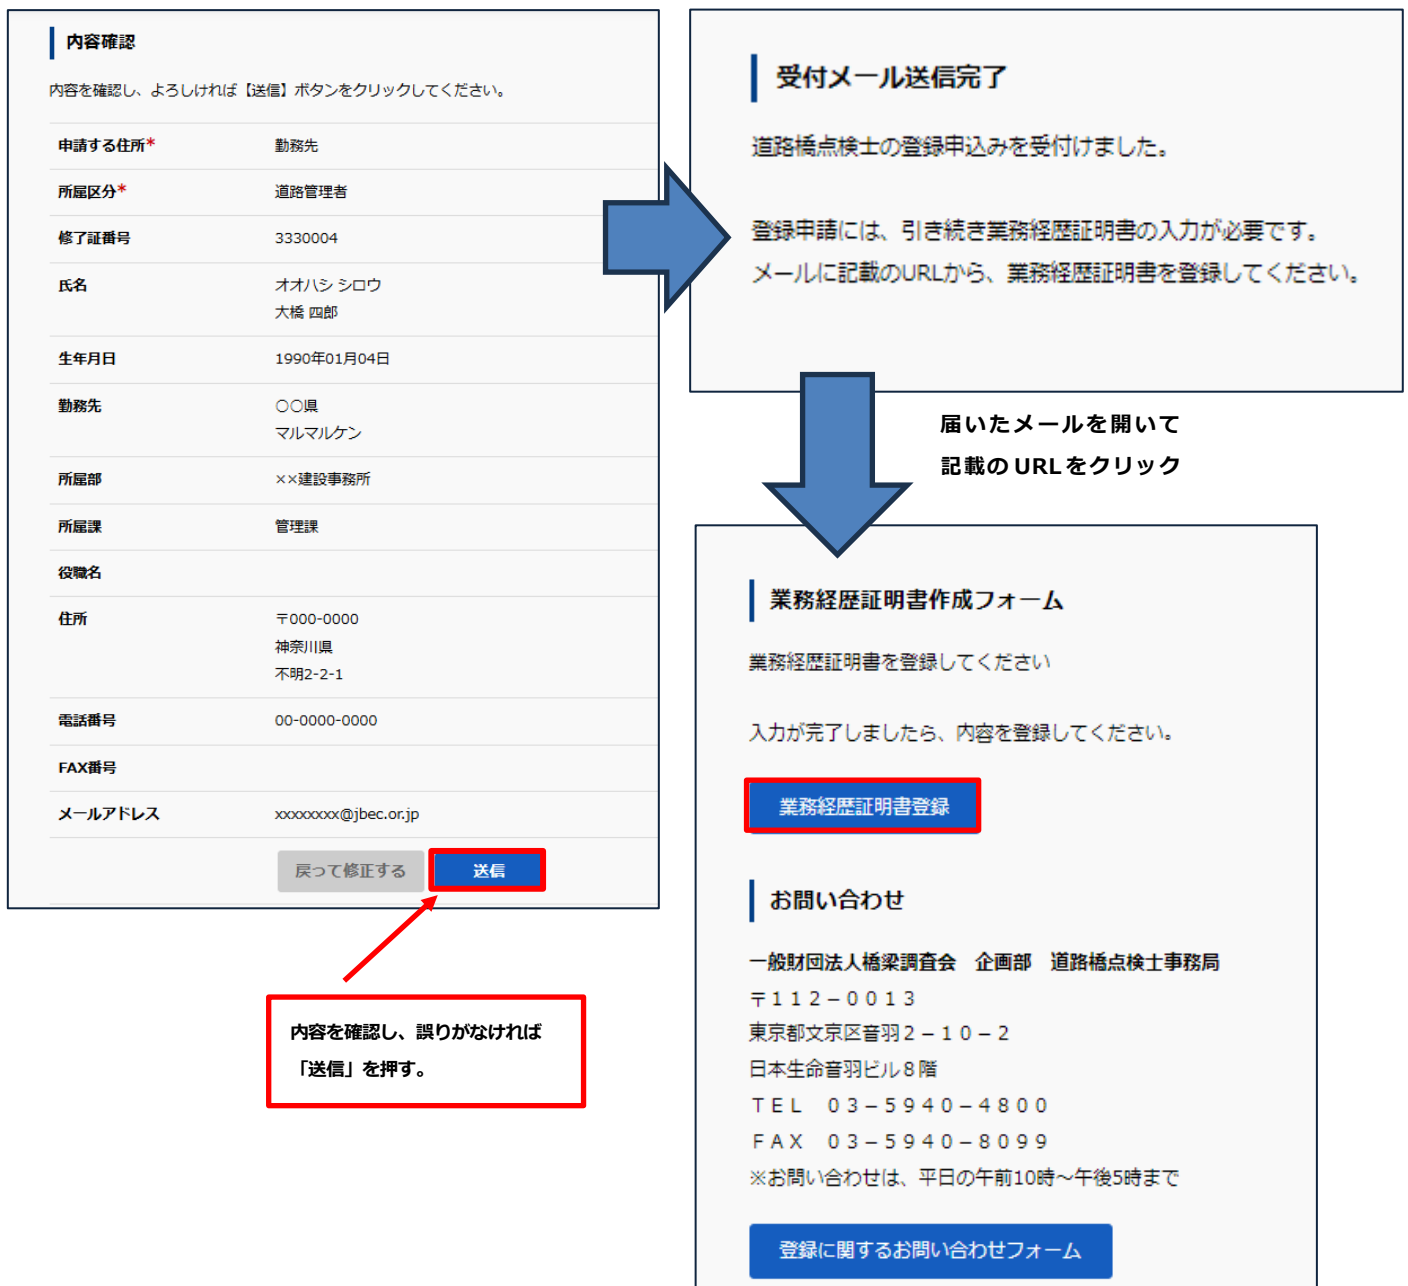 内容確認
内容を確認し、よろしければ【送信】ボタンをクリックしてください。
申請する住所* 勤務先
所属区分* 道路管理者
修了証番号 3330004
氏名 オオハシ シロウ
大橋 四郎
生年月日 1990年01月04日
勤務先 〇〇県
マルマルケン
所属部 ××建設事務所
所属課 管理課
役職名
住所 〒000-0000
神奈川県
不明2-2-1
電話番号 00-0000-0000
FAX番号
メールアドレス xxxxxxxx@jbec.or.jp
戻って修正する 送信
内容を確認し、誤りがなければ
「送信」を押す。
受付メール送信完了
道路橋点検士の登録申込みを受付けました。
登録申請には、引き続き業務経歴証明書の入力が必要です。
メールに記載のURLから、業務経歴証明書を登録してください。
届いたメールを開いて
記載の URL をクリック
業務経歴証明書作成フォーム
業務経歴証明書を登録してください
入力が完了しましたら、内容を登録してください。
業務経歴証明書登録
お問い合わせ
一般財団法人橋梁調査会　企画部　道路橋点検士事務局
〒１１２－００１３
東京都文京区音羽２－１０－２
日本生命音羽ビル８階
ＴＥＬ　０３－５９４０－４８００
ＦＡＸ　０３－５９４０－８０９９
※お問い合わせは、平日の午前10時～午後5時まで
登録に関するお問い合わせフォーム